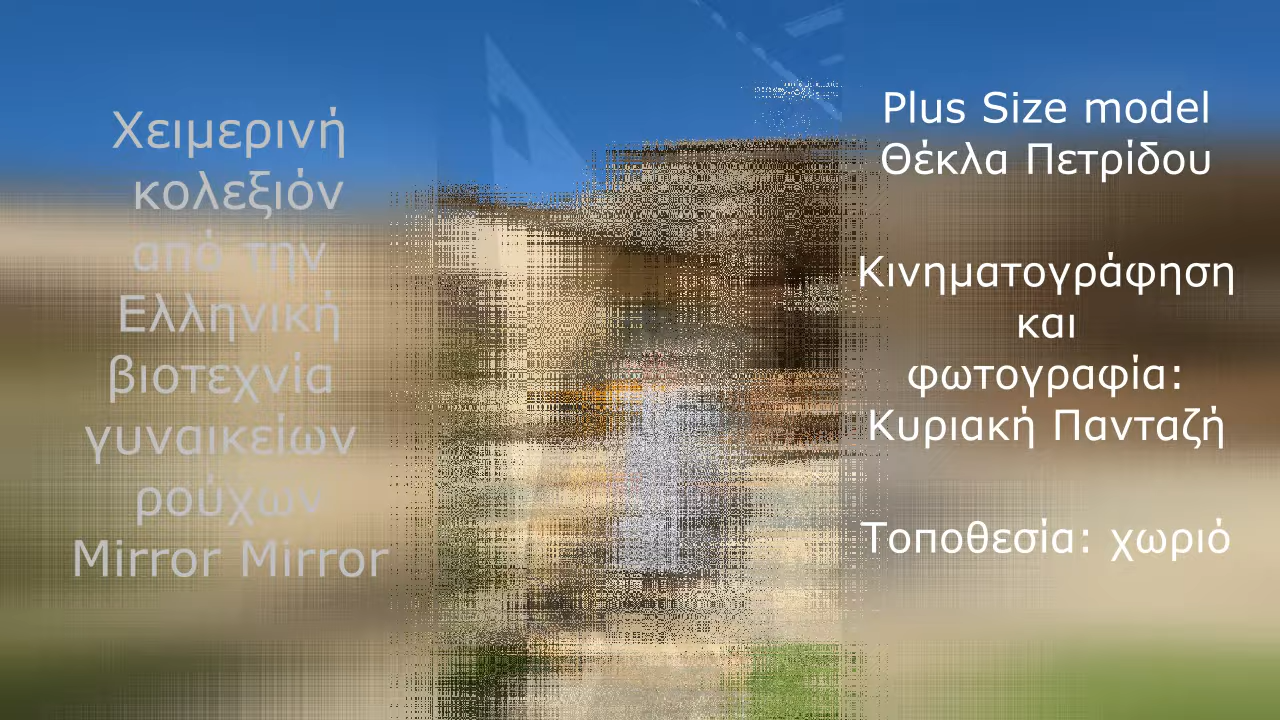 Χειμερινή
κολεξιόν
από την
Ελληνική
βιοτεχνία
γυναικείων
ρούχων
Mirror Mirror
Plus Size model
Θέκλα Πετρίδου
Κινηματογράφηση
και
φωτογραφία:
Κυριακή Πανταζή
Τοποθεσία: χωριό